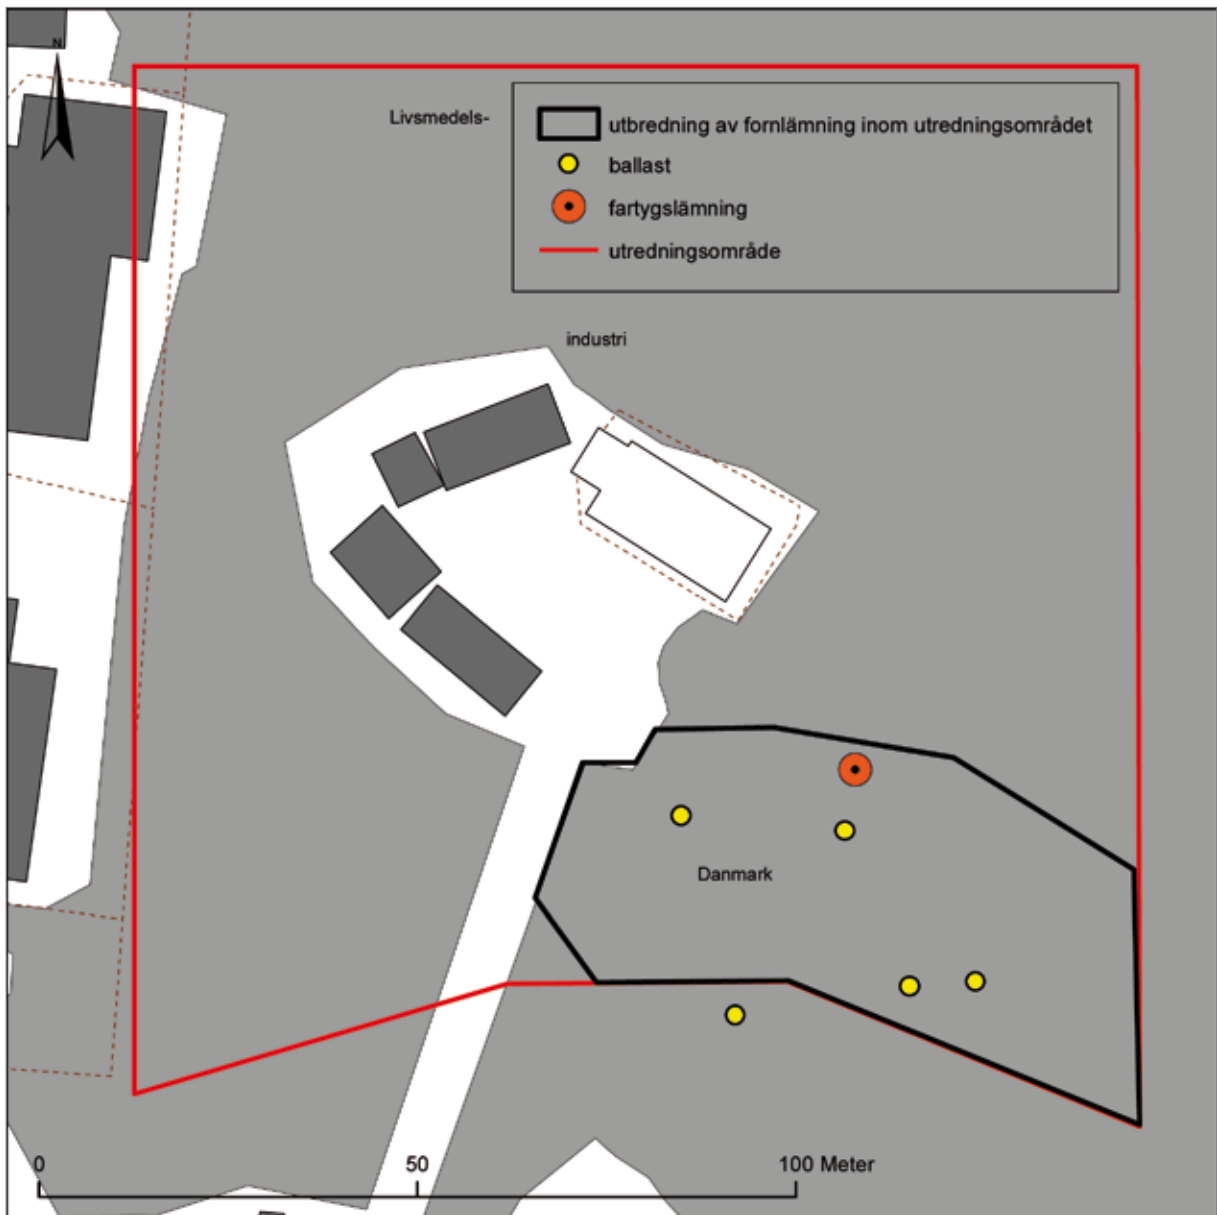 N
Livsmedels-
utbredning av fornlämning inom utredningsområdet
ballast
fartygslämning
utredningsområde
industri
Danmark
0 50 100 Meter